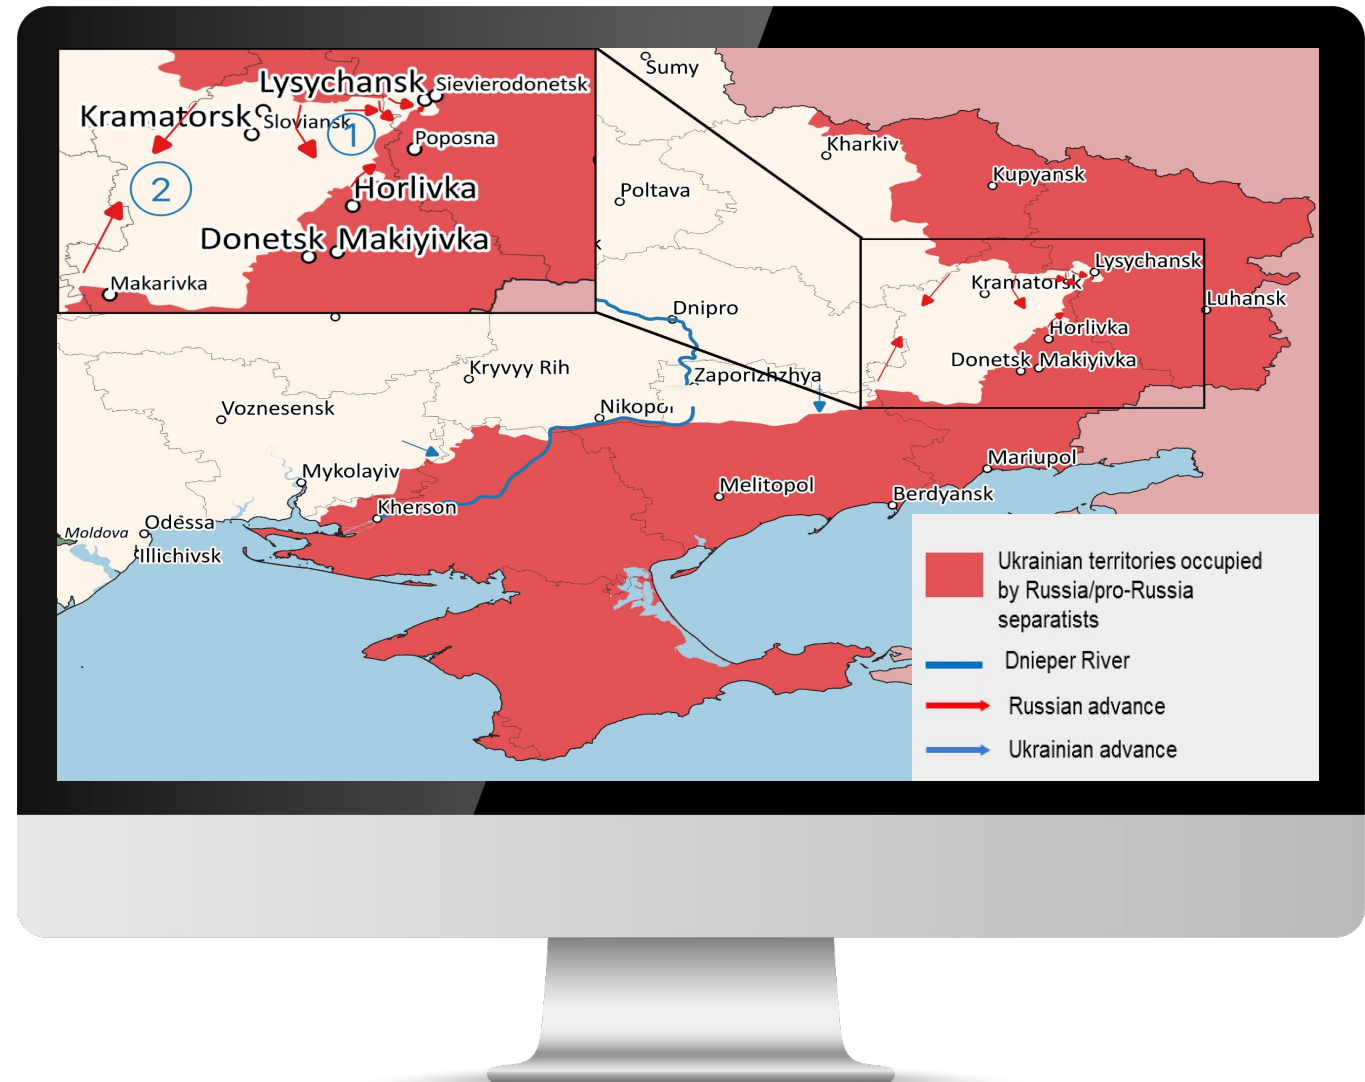 Lysychansk
Sievierodonetsk
Kramatorsk
Sloviansk
1
Poposna
2
Horlivka
Donetsk
Makiyivka
Makarivka
Sumy
Kharkiv
Kupyansk
Poltava
k
Lysychansk
Kramatorsk
Luhansk
Dnipro
Horlivka
Donetsk
Makiyivka
Kryvyy Rih
Zaporizhzhya
Voznesensk
Nikopol
Mykolayiv
Mariupol
Melitopol
Berdyansk
Kherson
Odessa
Moldova
Illichivsk
Ukrainian territories occupied
by Russia/pro-Russia
separatists
Dnieper River
Russian advance
Ukrainian advance